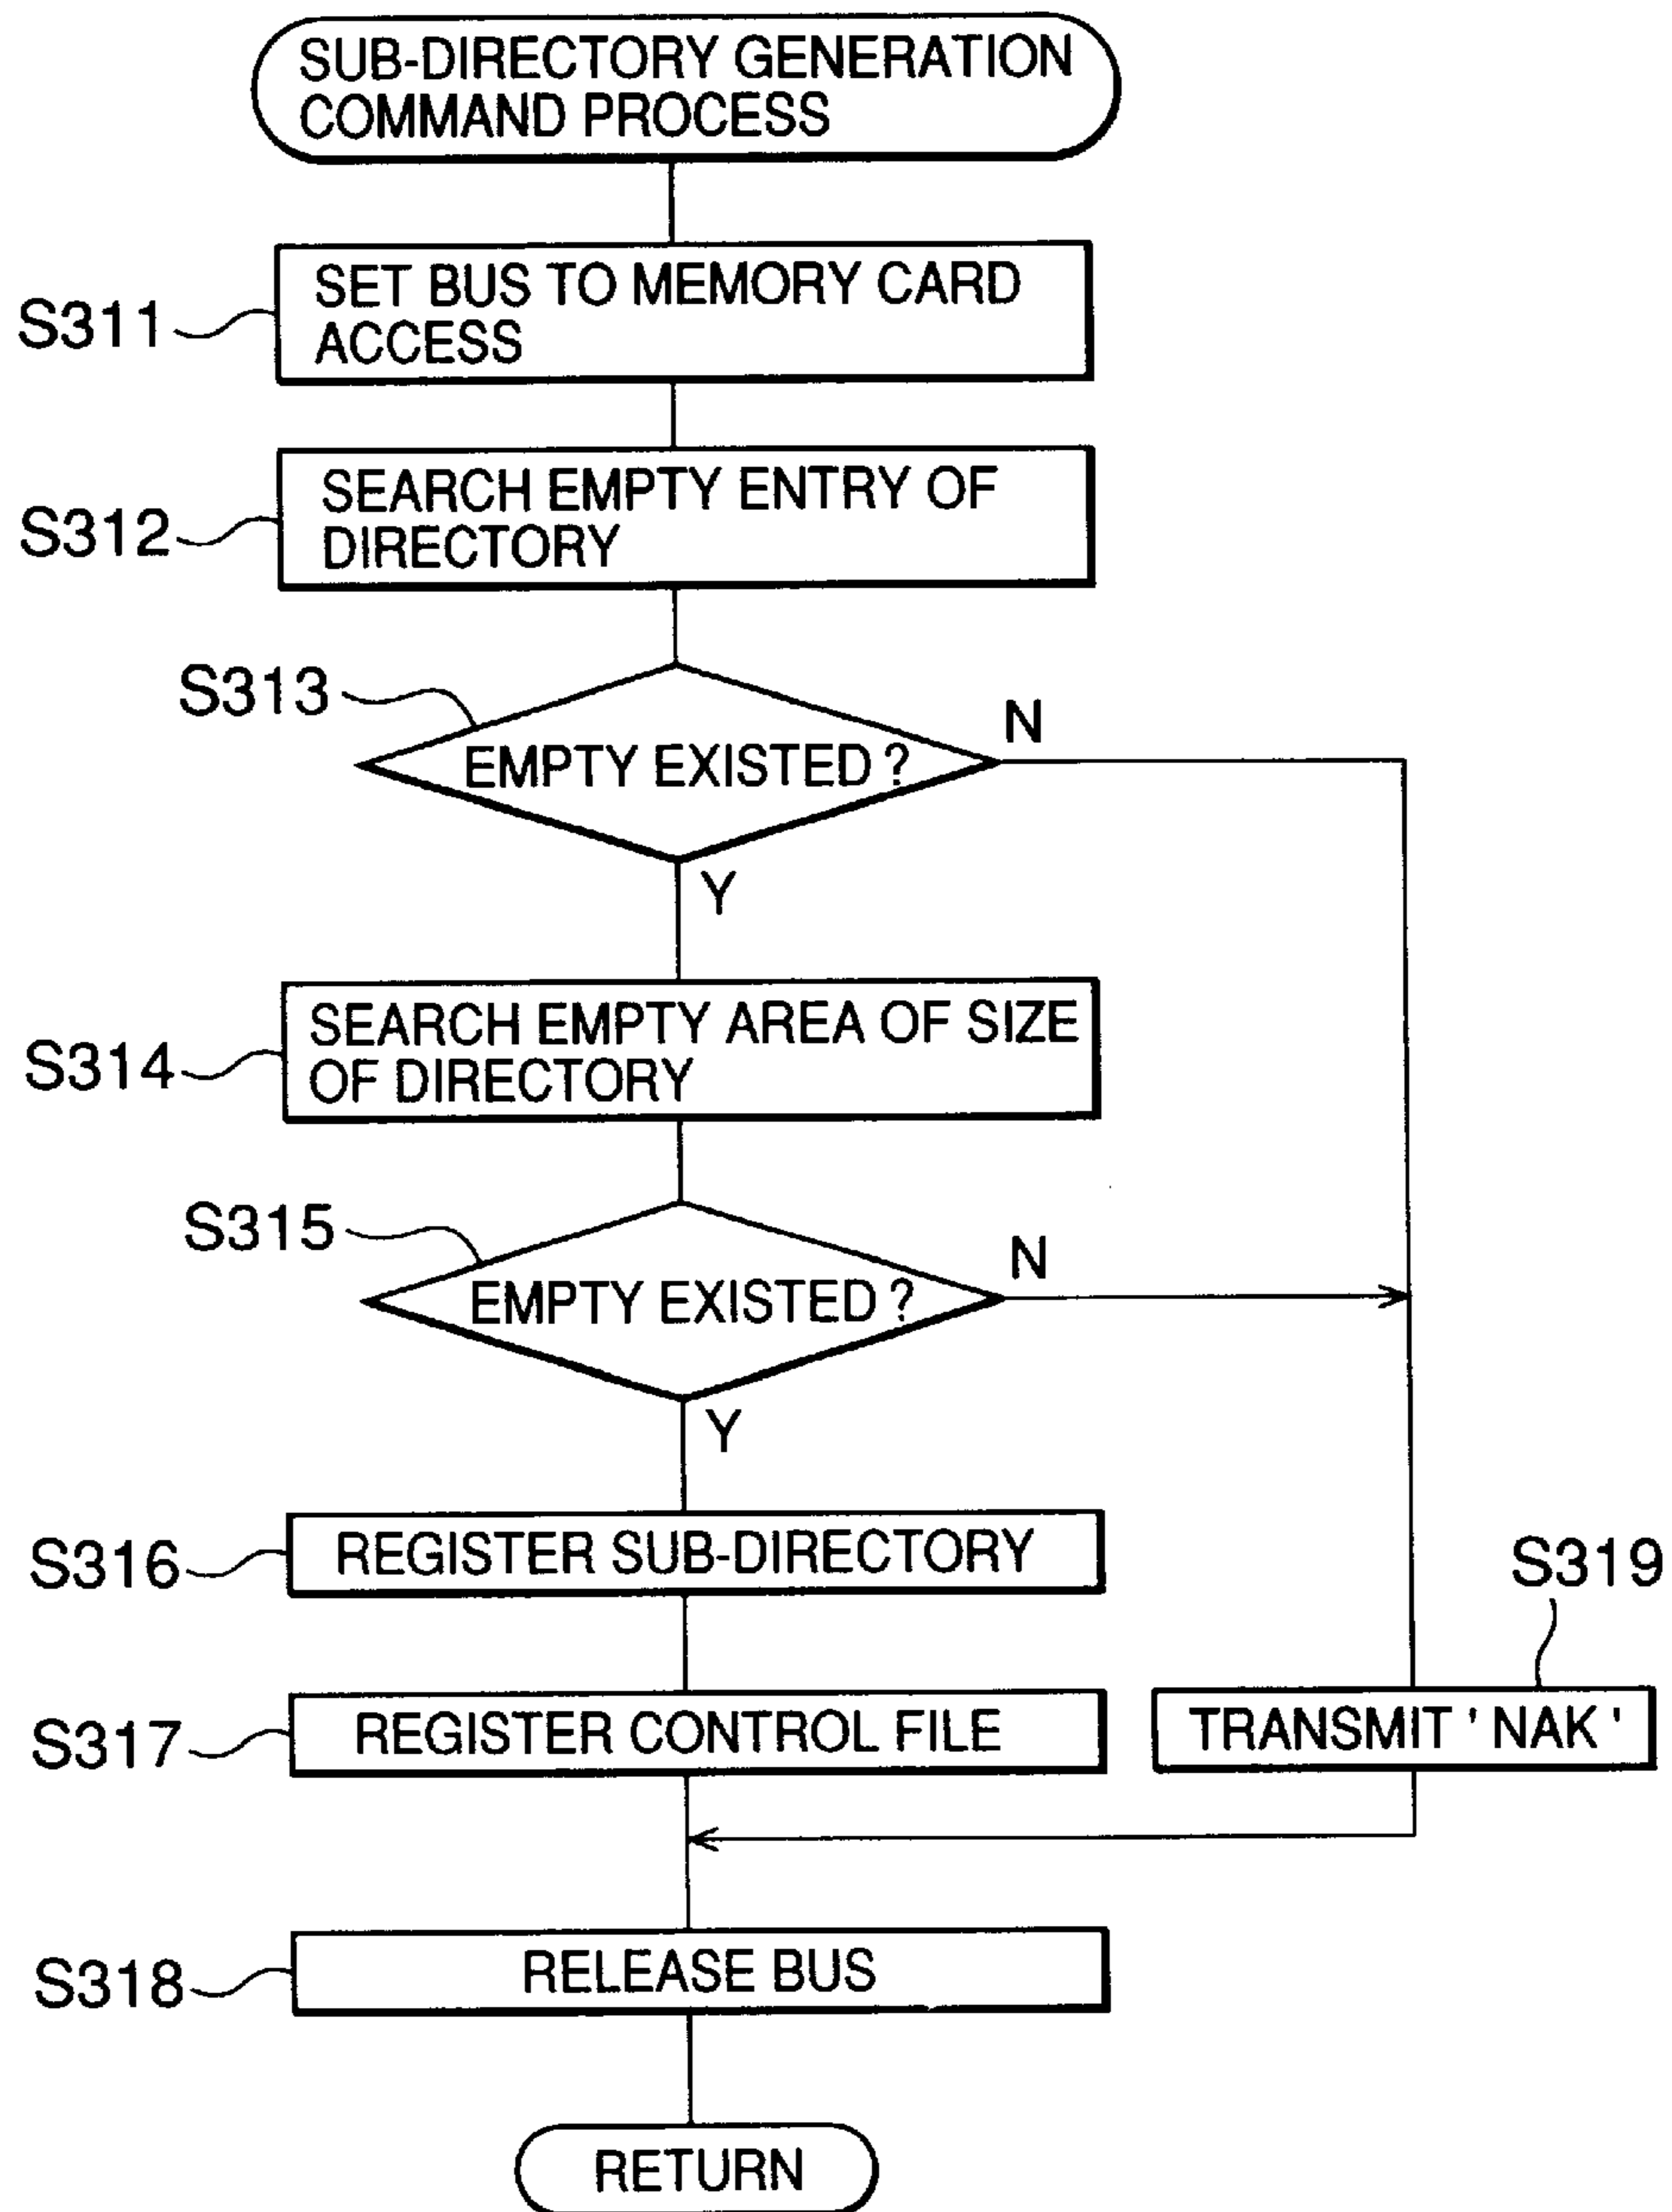 SUB-DIRECTORY GENERATION
COMMAND PROCESS
S311
SET BUS TO MEMORY CARD
ACCESS
S312
SEARCH EMPTY ENTRY OF
DIRECTORY
S313
EMPTY EXISTED ?
N
Y
S314
SEARCH EMPTY AREA OF SIZE
OF DIRECTORY
S315
EMPTY EXISTED ?
N
Y
S316
REGISTER SUB-DIRECTORY
S319
S317
REGISTER CONTROL FILE
TRANSMIT ' NAK '
S318
RELEASE BUS
RETURN